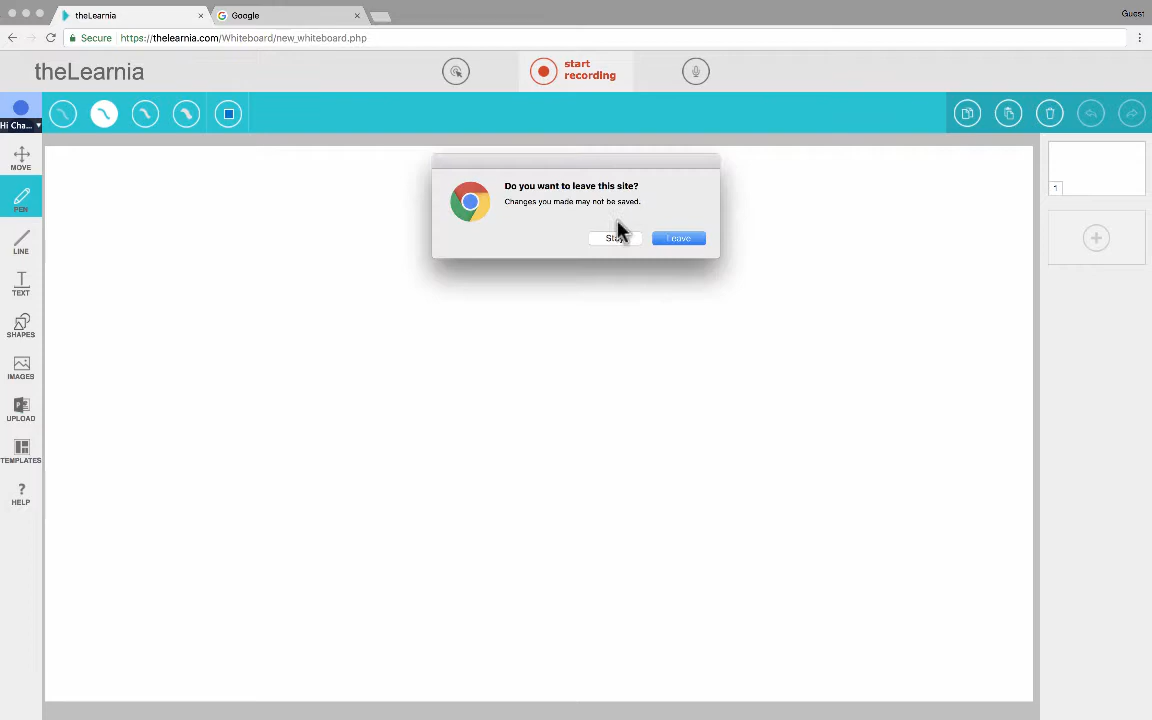 theLearnia
Google
Guest
Secure
https://thelearnia.com/Whiteboard/new_whiteboard.php
theLearnia
start
recording
Hi Cha...
MOVE
PEN
LINE
TEXT
SHAPES
IMAGES
UPLOAD
TEMPLATES
HELP
Do you want to leave this site?
Changes you made may not be saved.
Leave
1